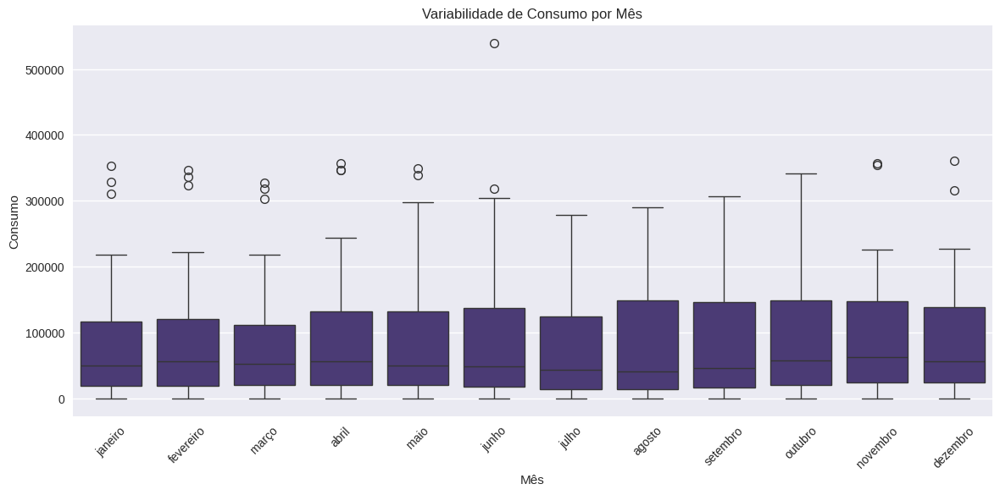 Variabilidade de Consumo por Mês
Consumo
500000
400000
300000
200000
100000
0
janeiro
fevereiro
março
abril
maio
junho
julho
agosto
setembro
outubro
novembro
dezembro
Mês